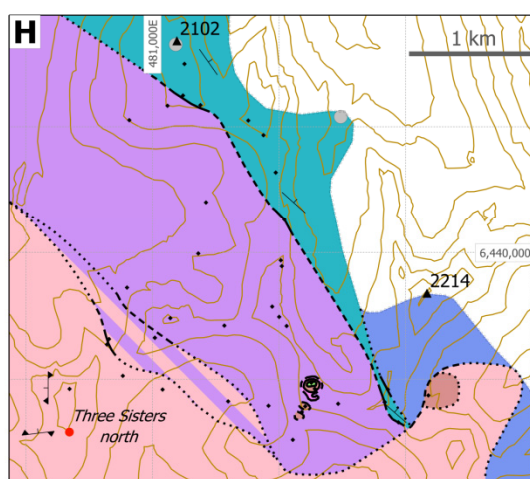 H
481,000E
2102
1 km
6,440,000
2214
Three Sisters
north